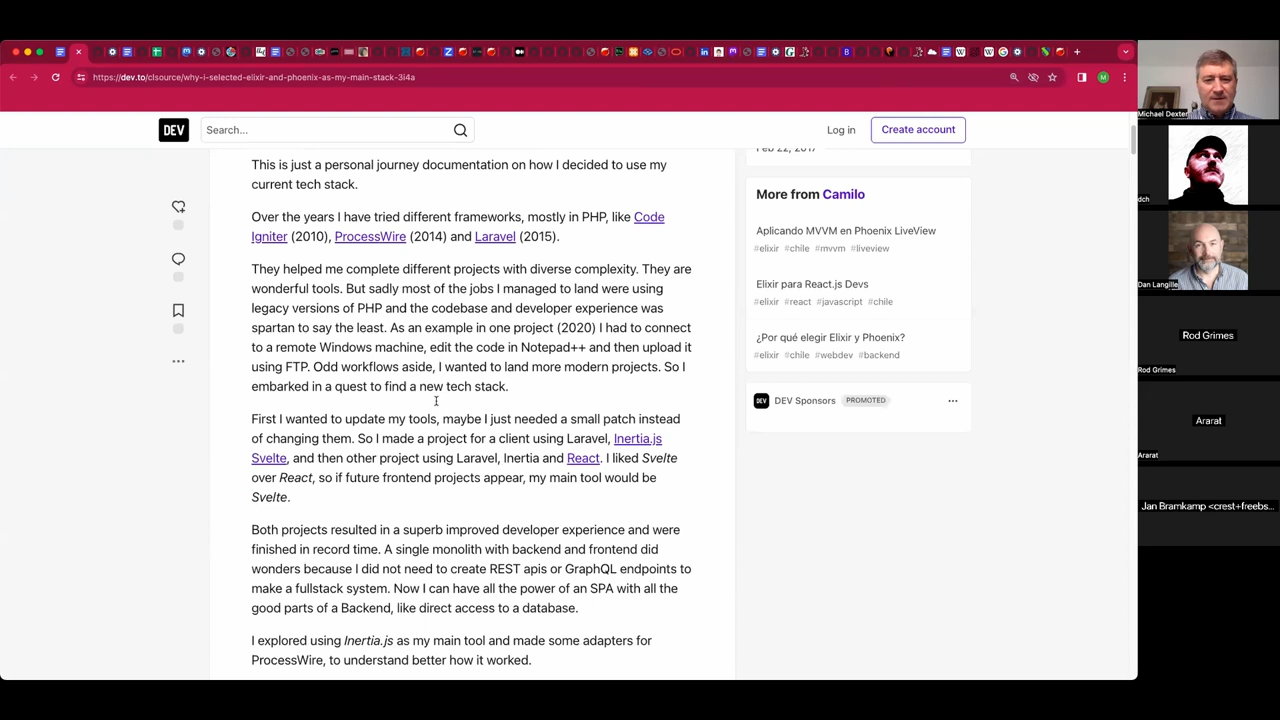 https://dev.to/clsource/why-i-selected-elixir-and-phoenix-as-my-main-stack-3i4a
M
DEV
Search...
Log in
Create account
This is just a personal journey documentation on how I decided to use my
current tech stack.
Over the years I have tried different frameworks, mostly in PHP, like Code
Igniter (2010), ProcessWire (2014) and Laravel (2015).
They helped me complete different projects with diverse complexity. They are
wonderful tools. But sadly most of the jobs I managed to land were using
legacy versions of PHP and the codebase and developer experience was
spartan to say the least. As an example in one project (2020) I had to connect
to a remote Windows machine, edit the code in Notepad++ and then upload it
using FTP. Odd workflows aside, I wanted to land more modern projects. So I
embarked in a quest to find a new tech stack.
First I wanted to update my tools, maybe I just needed a small patch instead
of changing them. So I made a project for a client using Laravel, Inertia.js
Svelte, and then other project using Laravel, Inertia and React. I liked Svelte
over React, so if future frontend projects appear, my main tool would be
Svelte.
Both projects resulted in a superb improved developer experience and were
finished in record time. A single monolith with backend and frontend did
wonders because I did not need to create REST apis or GraphQL endpoints to
make a fullstack system. Now I can have all the power of an SPA with all the
good parts of a Backend, like direct access to a database.
I explored using Inertia.js as my main tool and made some adapters for
ProcessWire, to understand better how it worked.
Feb 22, 2017
More from Camilo
Aplicando MVVM en Phoenix LiveView
#elixir #chile #mvvm #liveview
Elixir para React.js Devs
#elixir #react #javascript #chile
¿Por qué elegir Elixir y Phoenix?
#elixir #chile #webdev #backend
DEV
DEV Sponsors
PROMOTED
Michael Dexter
dch
Dan Langille
Rod Grimes
Rod Grimes
Ararat
Ararat
Jan Bramkamp <crest+freebs...